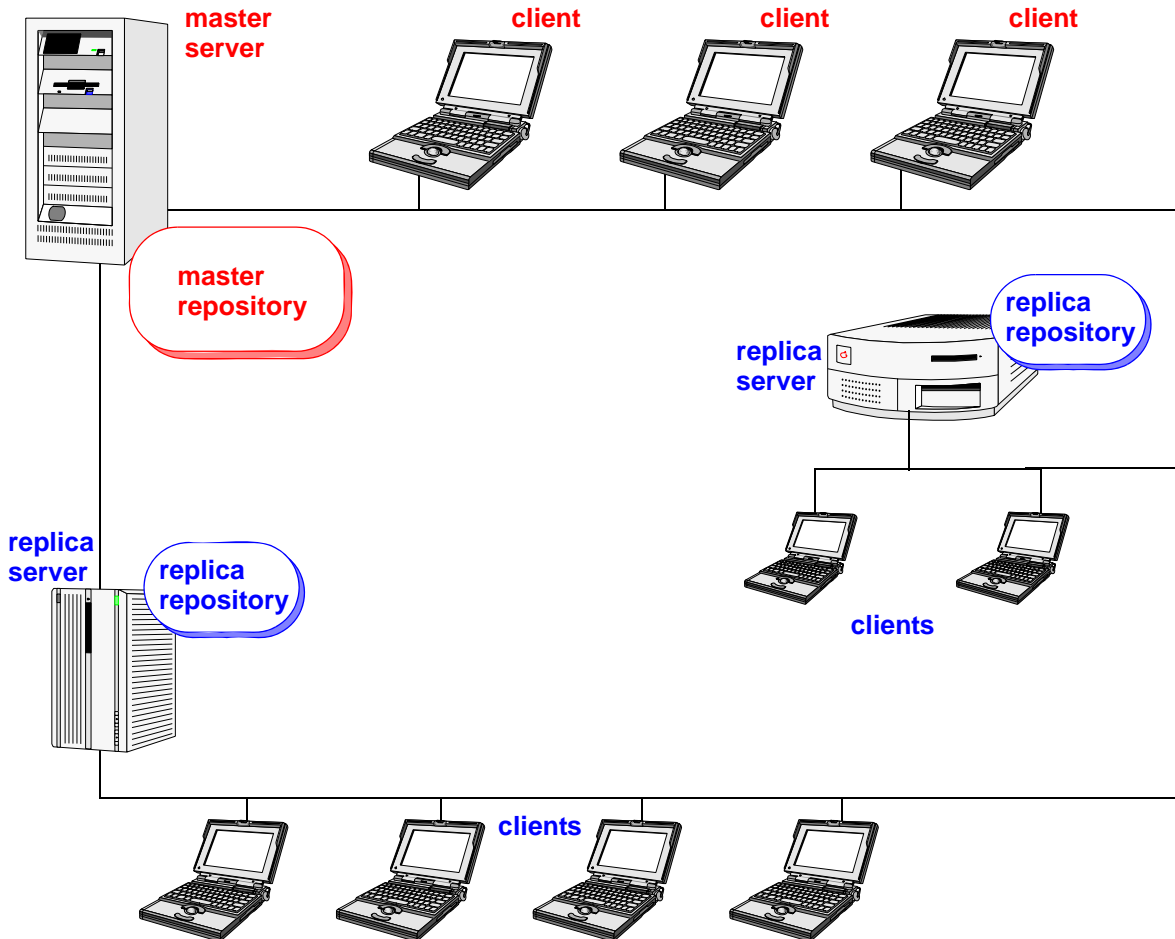 master
server
client
client
client
master
repository
replica
repository
replica
server
replica
server
replica
repository
clients
clients